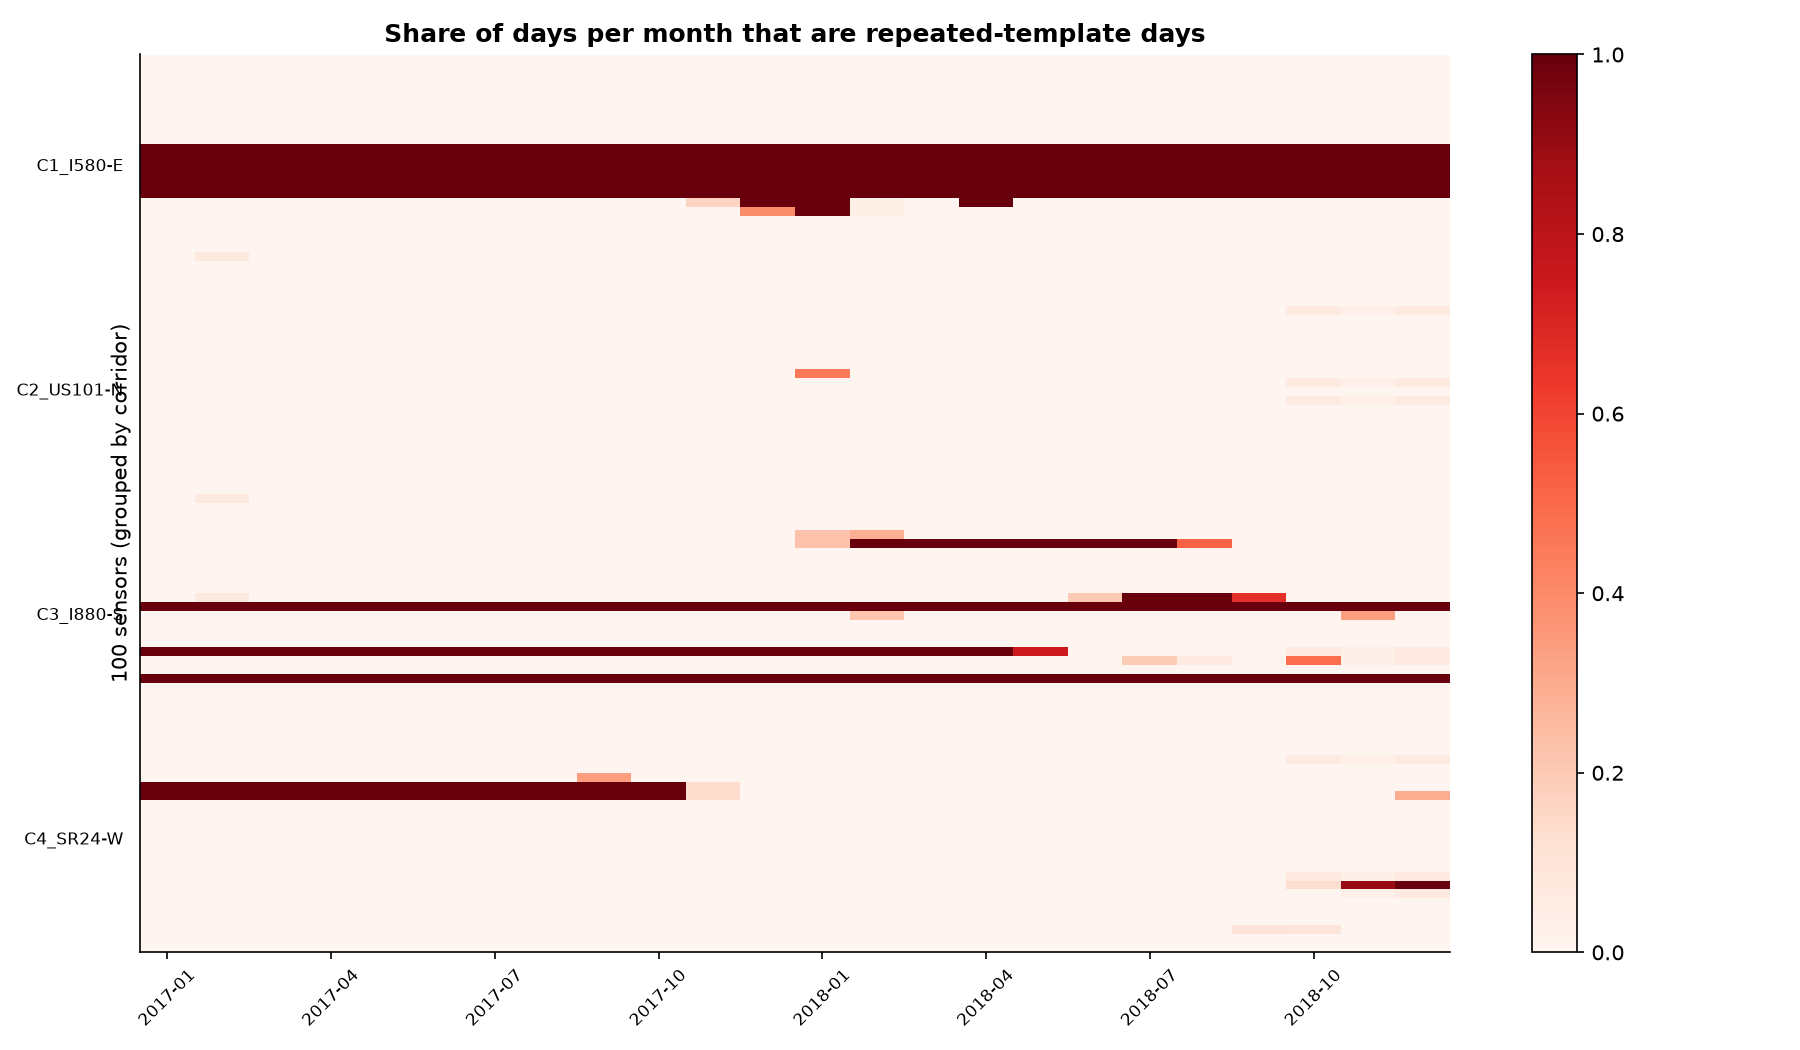 Share of days per month that are repeated-template days
100 sensors (grouped by corridor)
C1_I580-E
C2_US101-N
C3_I880-S
C4_SR24-W
2017-01
2017-04
2017-07
2017-10
2018-01
2018-04
2018-07
2018-10
1.0
0.8
0.6
0.4
0.2
0.0